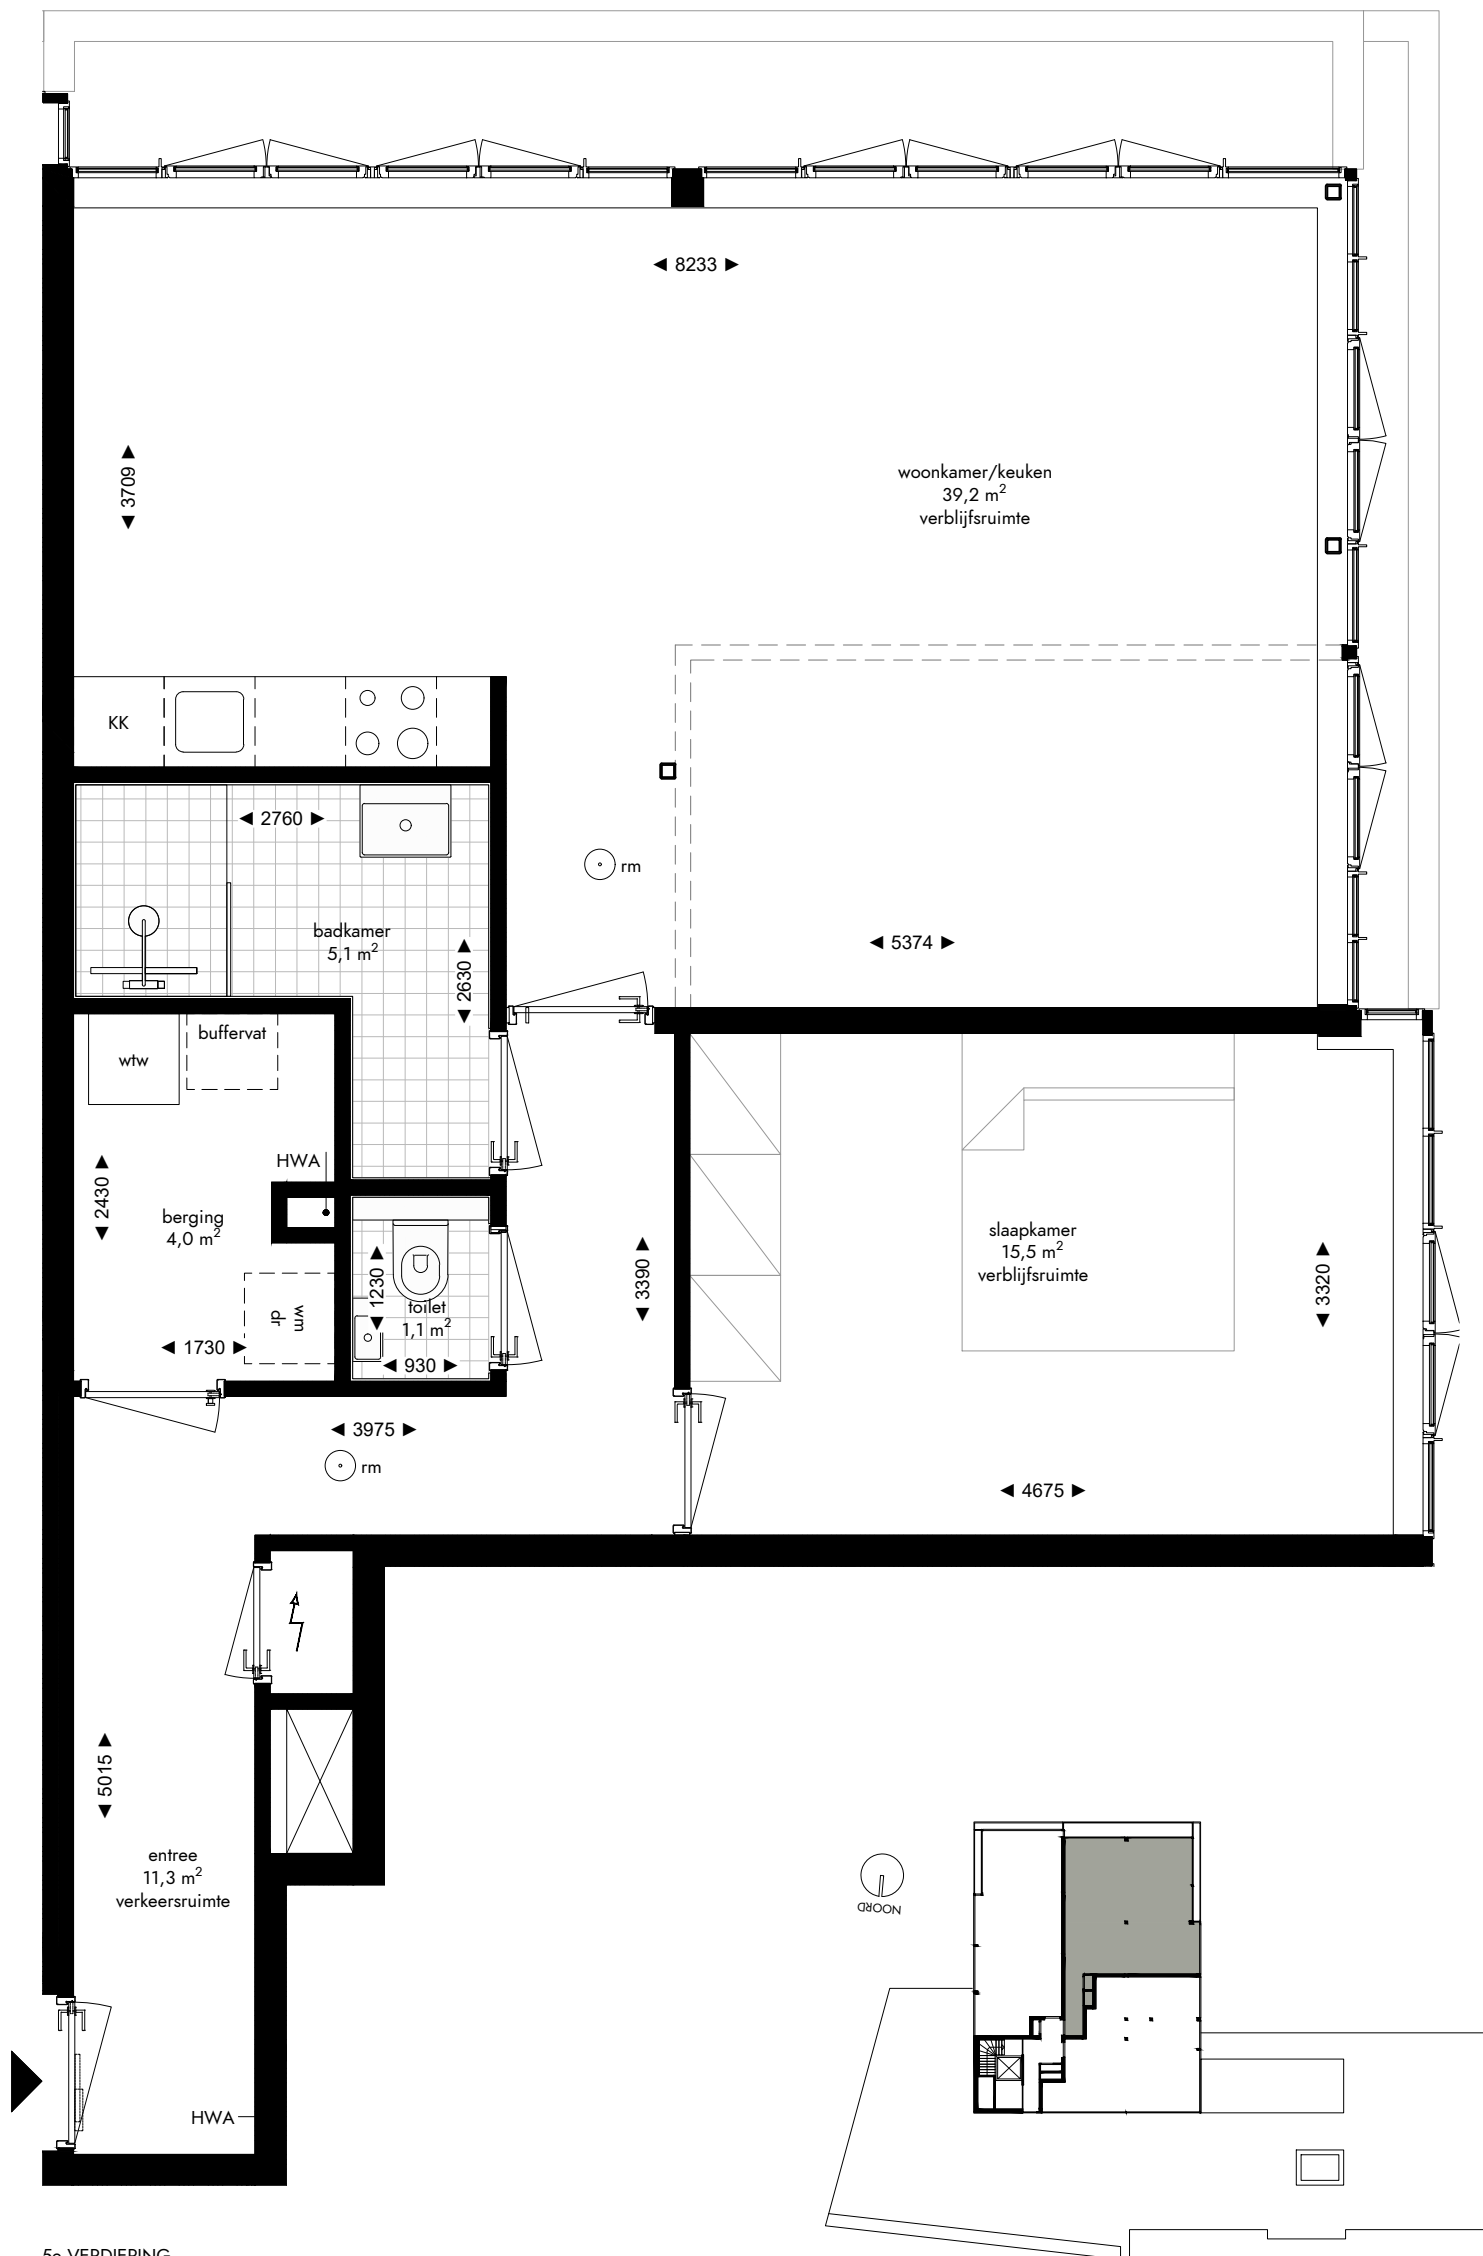 ◄ 8233 ►
◄ 3709 ►
woonkamer/keuken
39,2 m²
verblijfsruimte
KK
◄ 2760 ►
rm
badkamer
5,1 m²
◄ 2630 ►
◄ 5374 ►
buffervat
wtw
HWA
◄ 2430 ►
berging
4,0 m²
◄ 1230 ►
toilet
1,1 m²
◄ 930 ►
wm
dr
◄ 1730 ►
◄ 3390 ►
slaapkamer
15,5 m²
verblijfsruimte
◄ 3320 ►
◄ 3975 ►
rm
◄ 4675 ►
◄ 5015 ►
entree
11,3 m²
verkeersruimte
NOORD
HWA
5e VERDIEPING